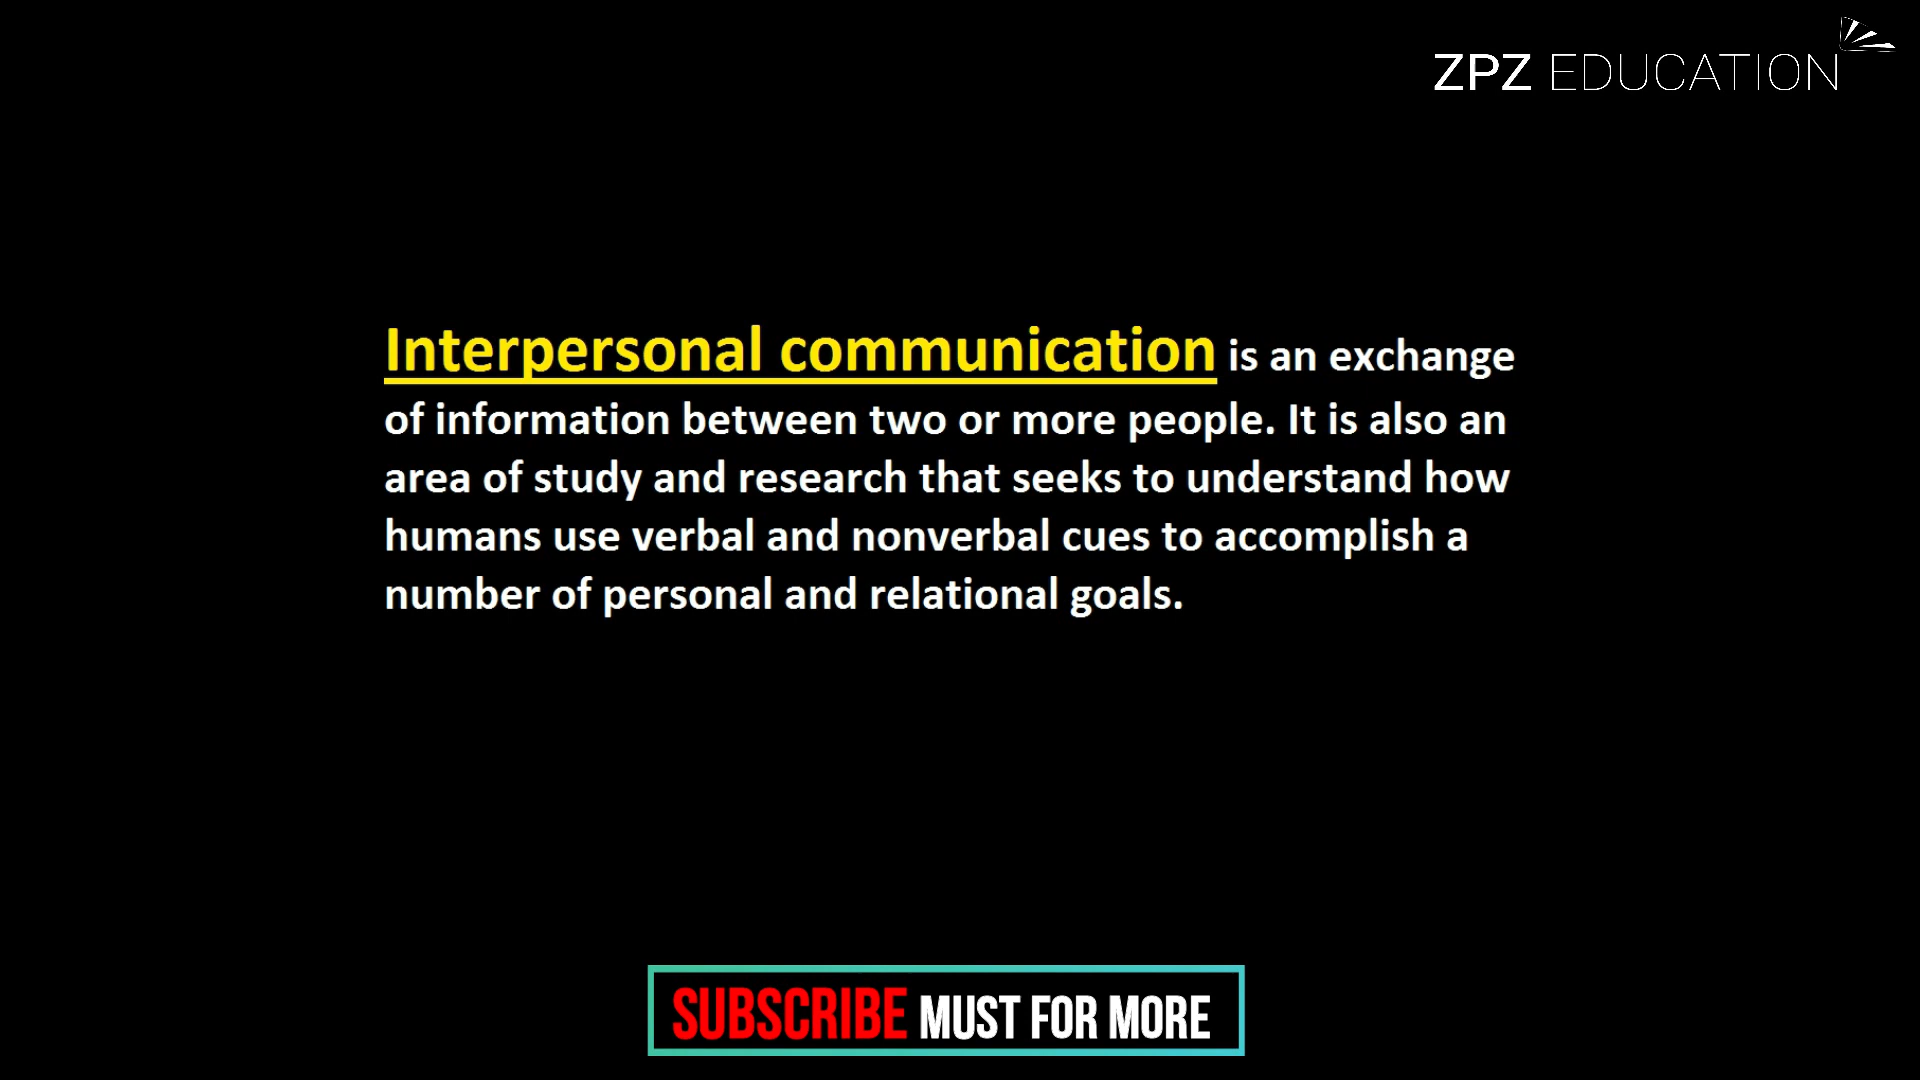 ZPZ EDUCATION
Interpersonal communication is an exchange
of information between two or more people. It is also an
area of study and research that seeks to understand how
humans use verbal and nonverbal cues to accomplish a
number of personal and relational goals.
SUBSCRIBE MUST FOR MORE